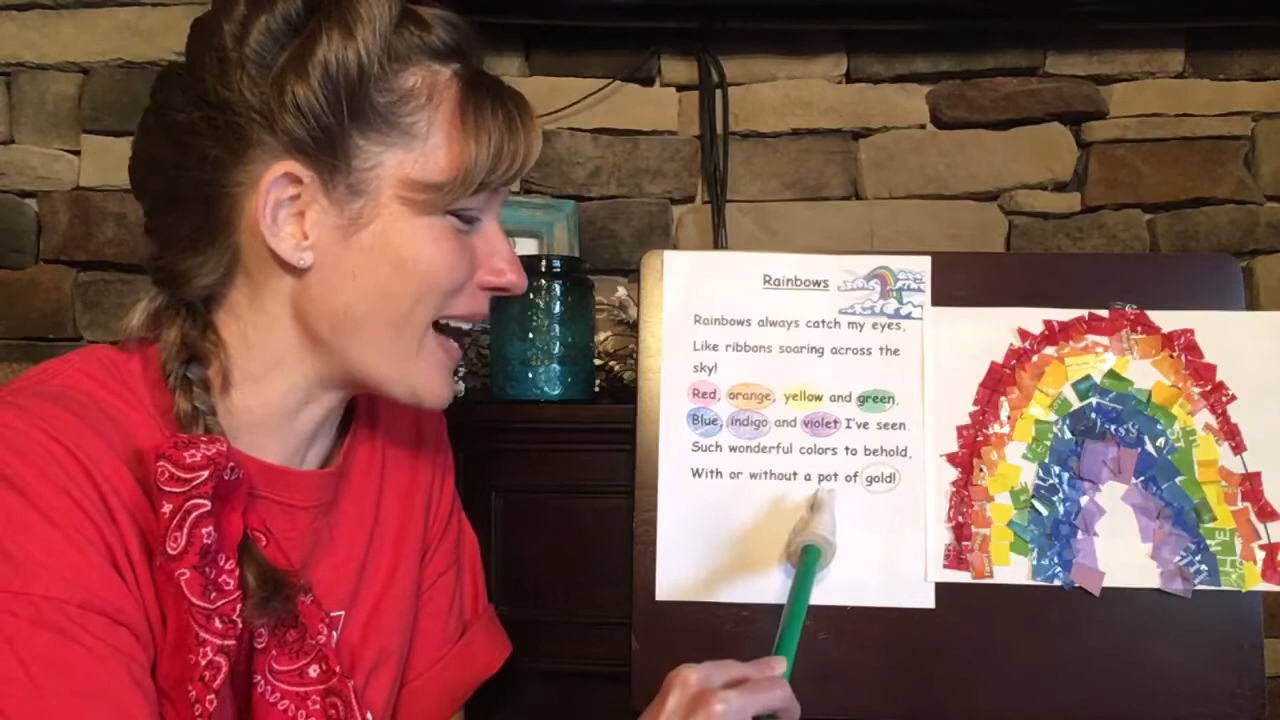 Rainbows
Rainbows always catch my eyes,
Like ribbons soaring across the
sky!
Red, orange, yellow and green,
Blue, indigo and violet I've seen.
Such wonderful colors to behold,
With or without a pot of gold!